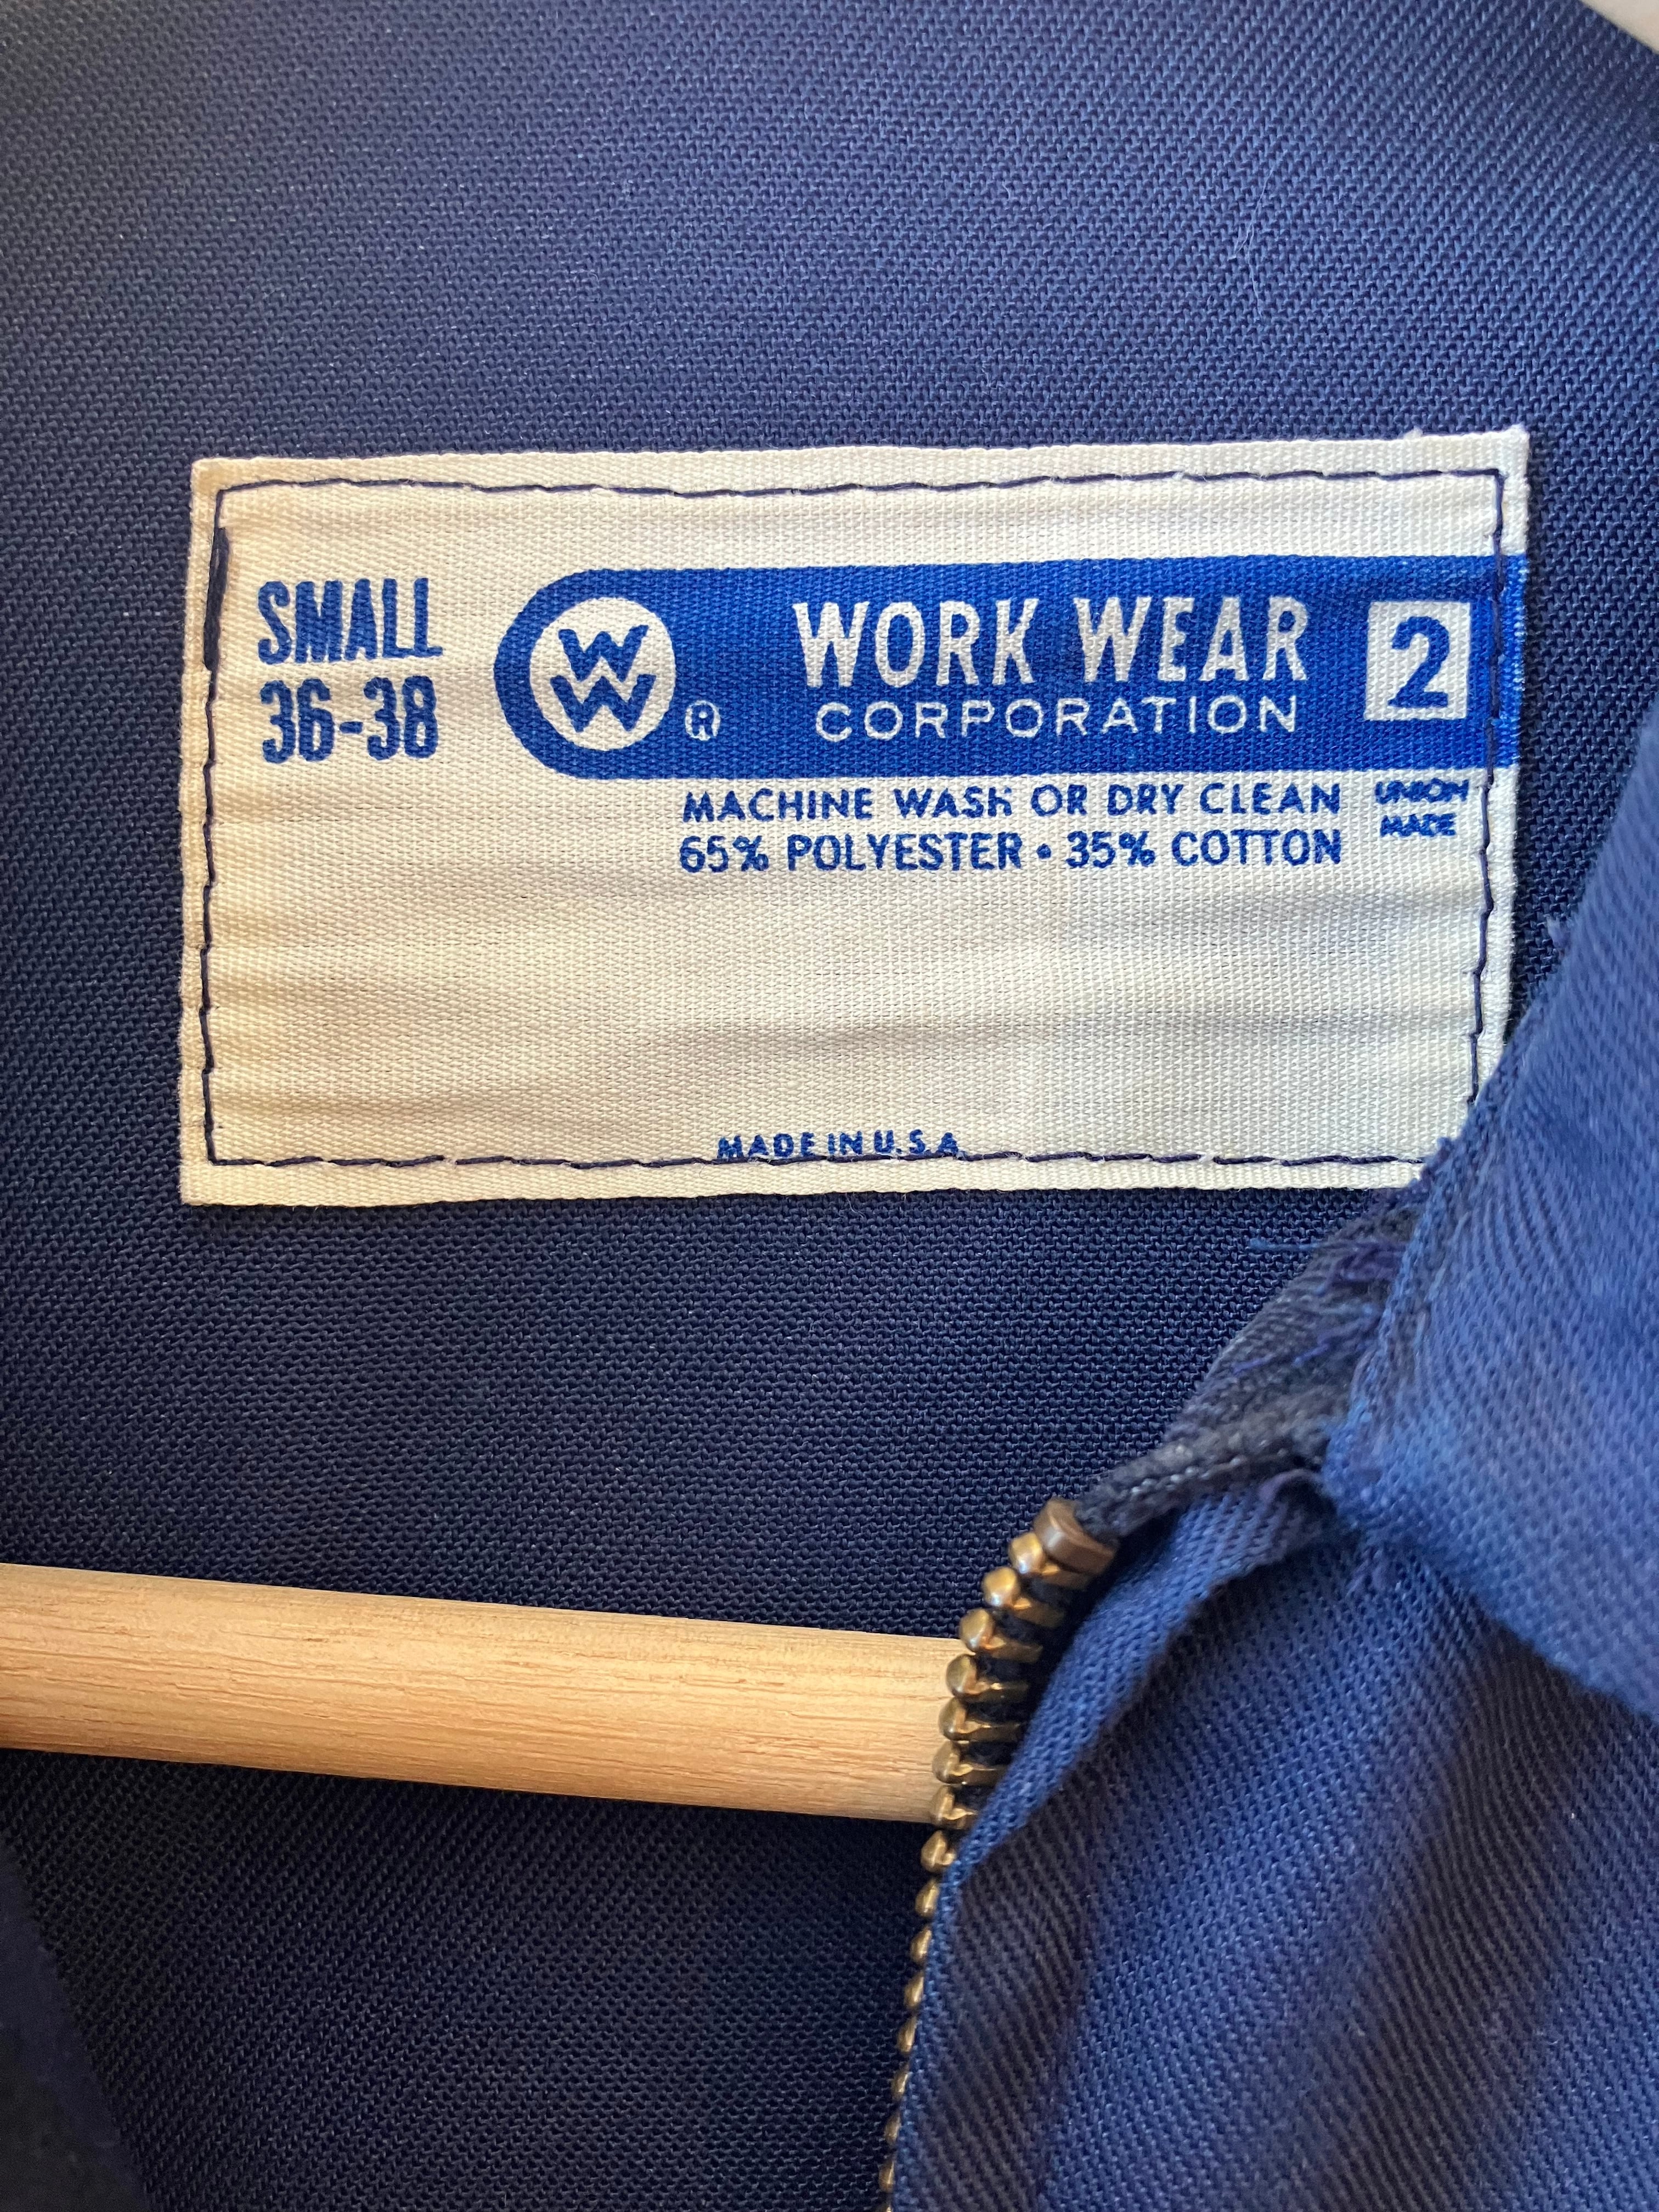 SMALL
36-38
W
W
®
WORK WEAR
CORPORATION
2
MACHINE WASH OR DRY CLEAN
65% POLYESTER • 35% COTTON
UNION
MADE
MADE IN U.S.A.